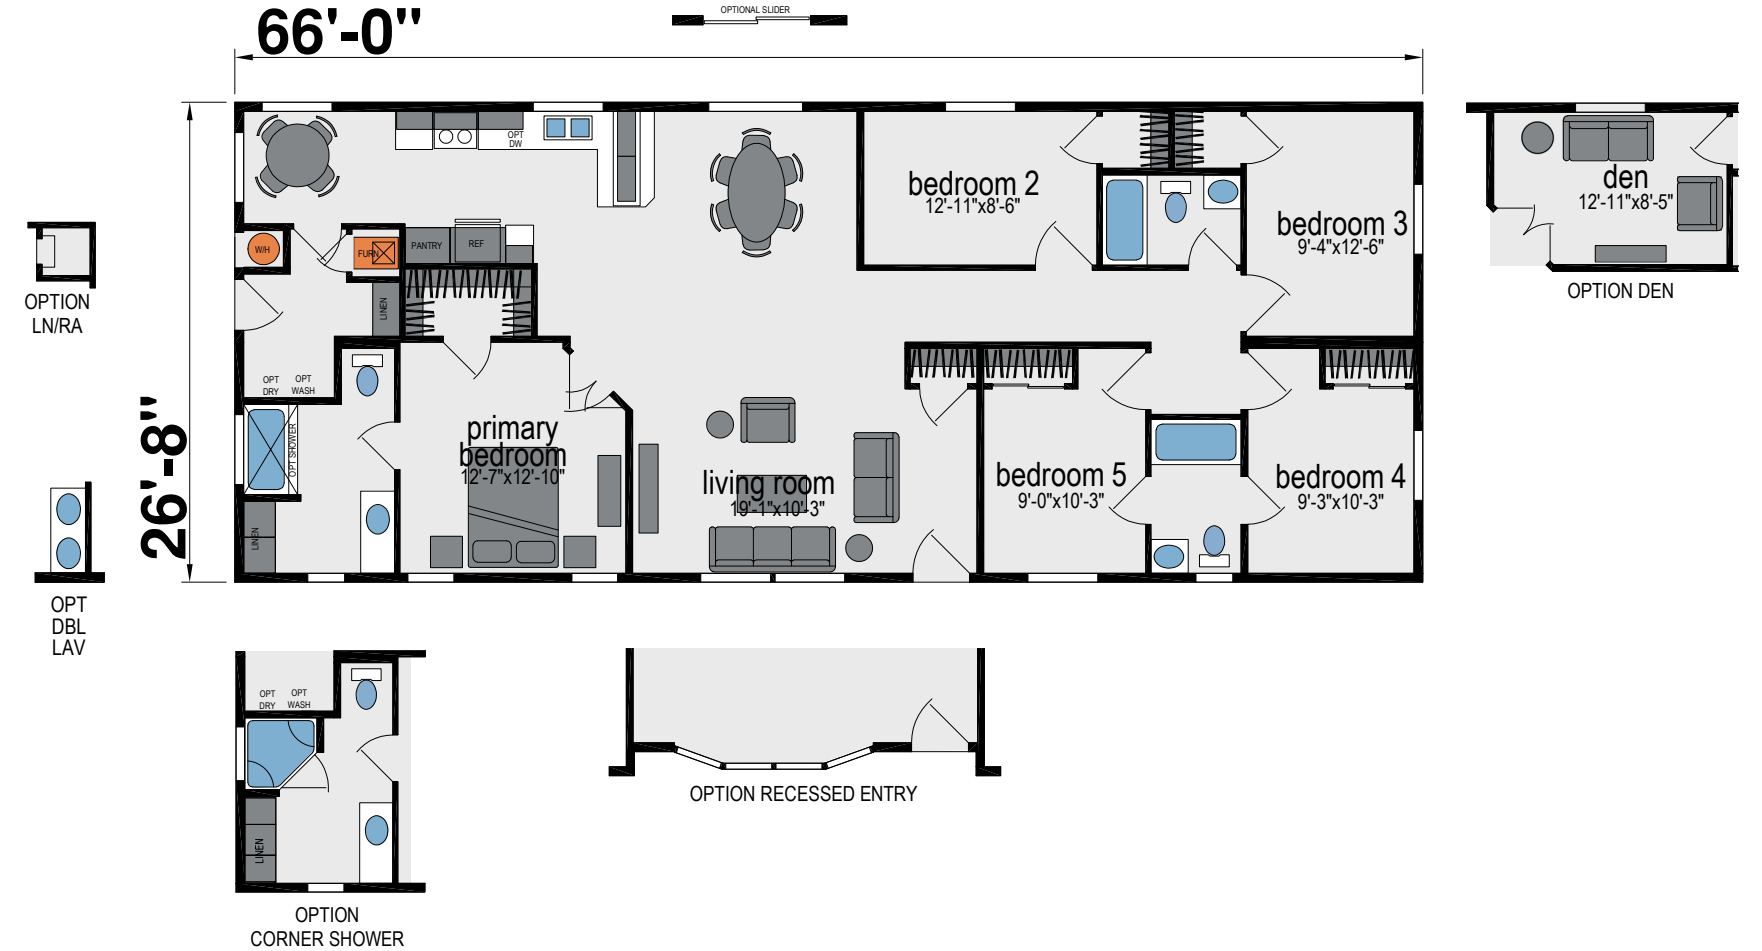 OPTIONAL SLIDER
66'-0"
26'-8"
OPT
DW
W/H
FURN
PANTRY
REF
LINEN
OPT
DRY
OPT
WASH
OPT SHOWER
LINEN
primary
bedroom
12'-7"x12'-10"
living room
19'-1"x10'-3"
bedroom 2
12'-11"x8'-6"
bedroom 3
9'-4"x12'-6"
bedroom 5
9'-0"x10'-3"
bedroom 4
9'-3"x10'-3"
den
12'-11"x8'-5"
OPTION DEN
OPTION
LN/RA
OPT
DBL
LAV
OPT
DRY
OPT
WASH
LINEN
OPTION
CORNER SHOWER
OPTION RECESSED ENTRY